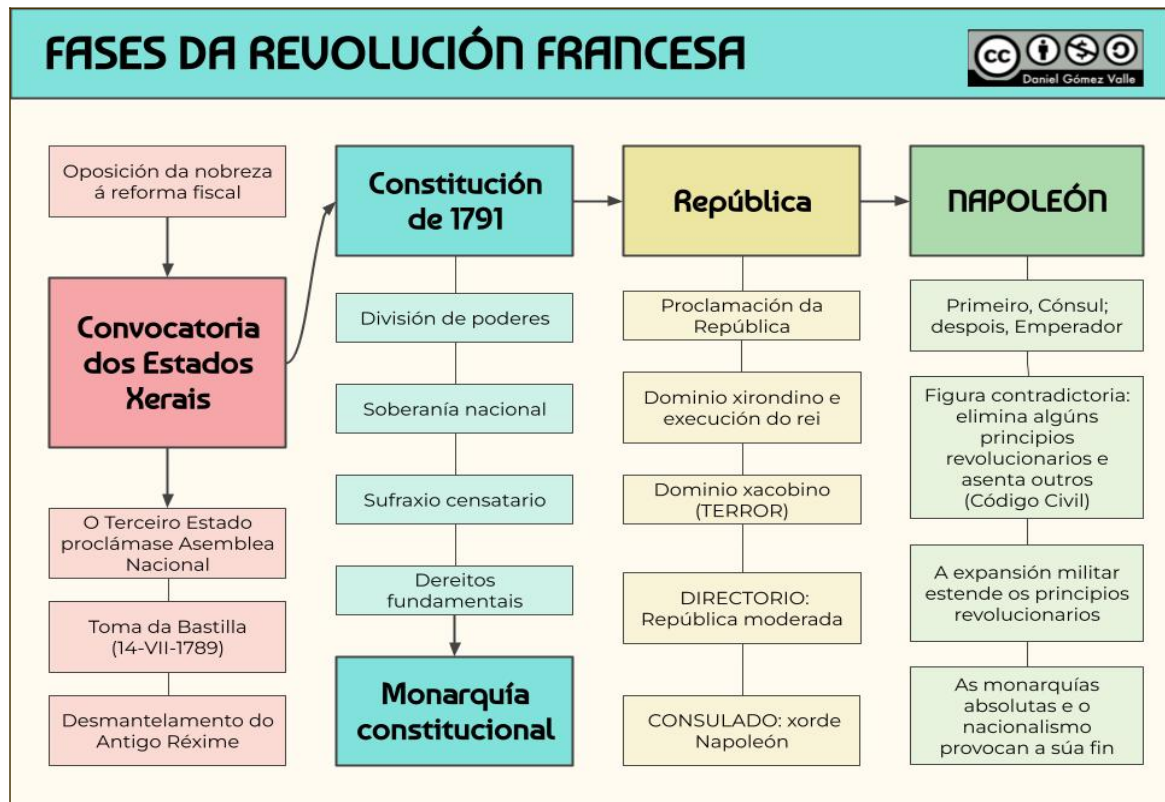 FASES DA REVOLUCIÓN FRANCESA
cc
Daniel Gómez Valle
Oposición da nobreza
á reforma fiscal
Convocatoria
dos Estados
Xerais
O Terceiro Estado
proclámase Asemblea
Nacional
Toma da Bastilla
(14-VII-1789)
Desmantelamento do
Antigo Réxime
Constitución
de 1791
División de poderes
Soberanía nacional
Sufraxio censatario
Dereitos
fundamentais
Monarquía
constitucional
República
Proclamación da
República
Dominio xirondino e
execución do rei
Dominio xacobino
(TERROR)
DIRECTORIO:
República moderada
CONSULADO: xorde
Napoleón
NAPOLEÓN
Primeiro, Cónsul;
despois, Emperador
Figura contradictoria:
elimina algúns
principios
revolucionarios e
asenta outros
(Código Civil)
A expansión militar
estende os principios
revolucionarios
As monarquías
absolutas e o
nacionalismo
provocan a súa fin